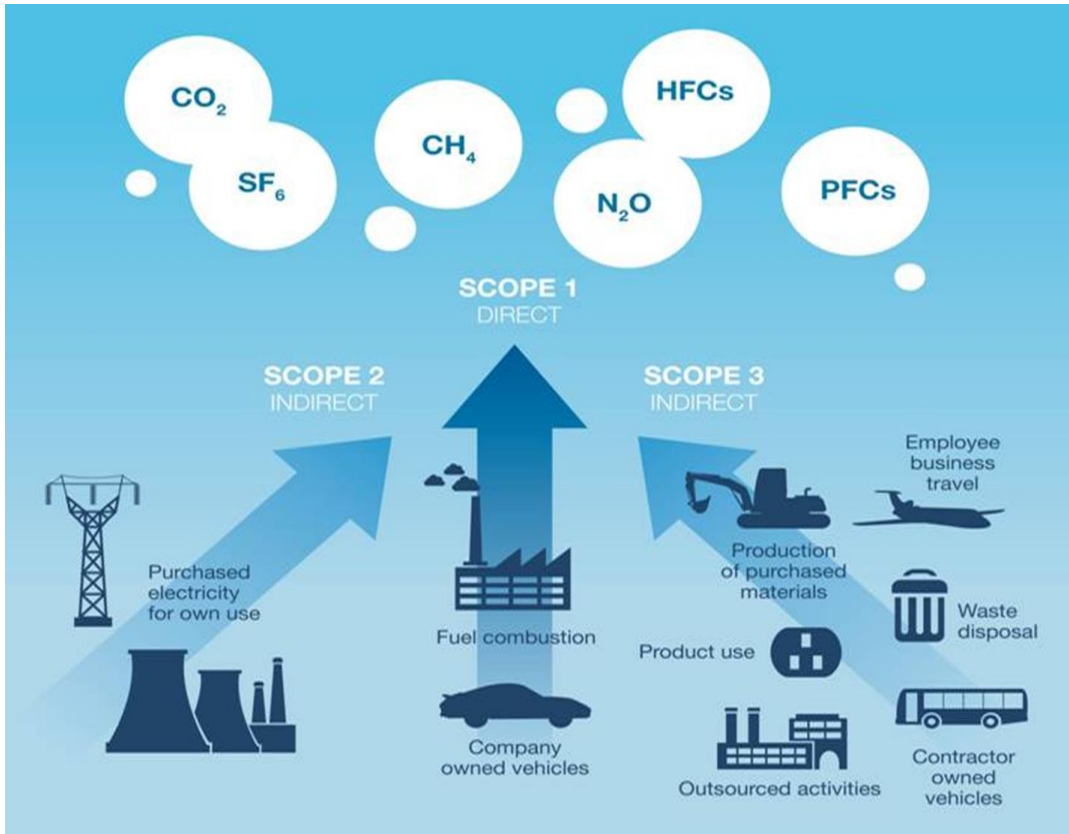 CO₂
SF₆
CH₄
HFCs
N₂O
PFCs
SCOPE 1
DIRECT
SCOPE 2
INDIRECT
SCOPE 3
INDIRECT
Purchased
electricity
for own use
Fuel combustion
Company
owned vehicles
Employee
business
travel
Production
of purchased
materials
Waste
disposal
Product use
Outsourced activities
Contractor
owned
vehicles